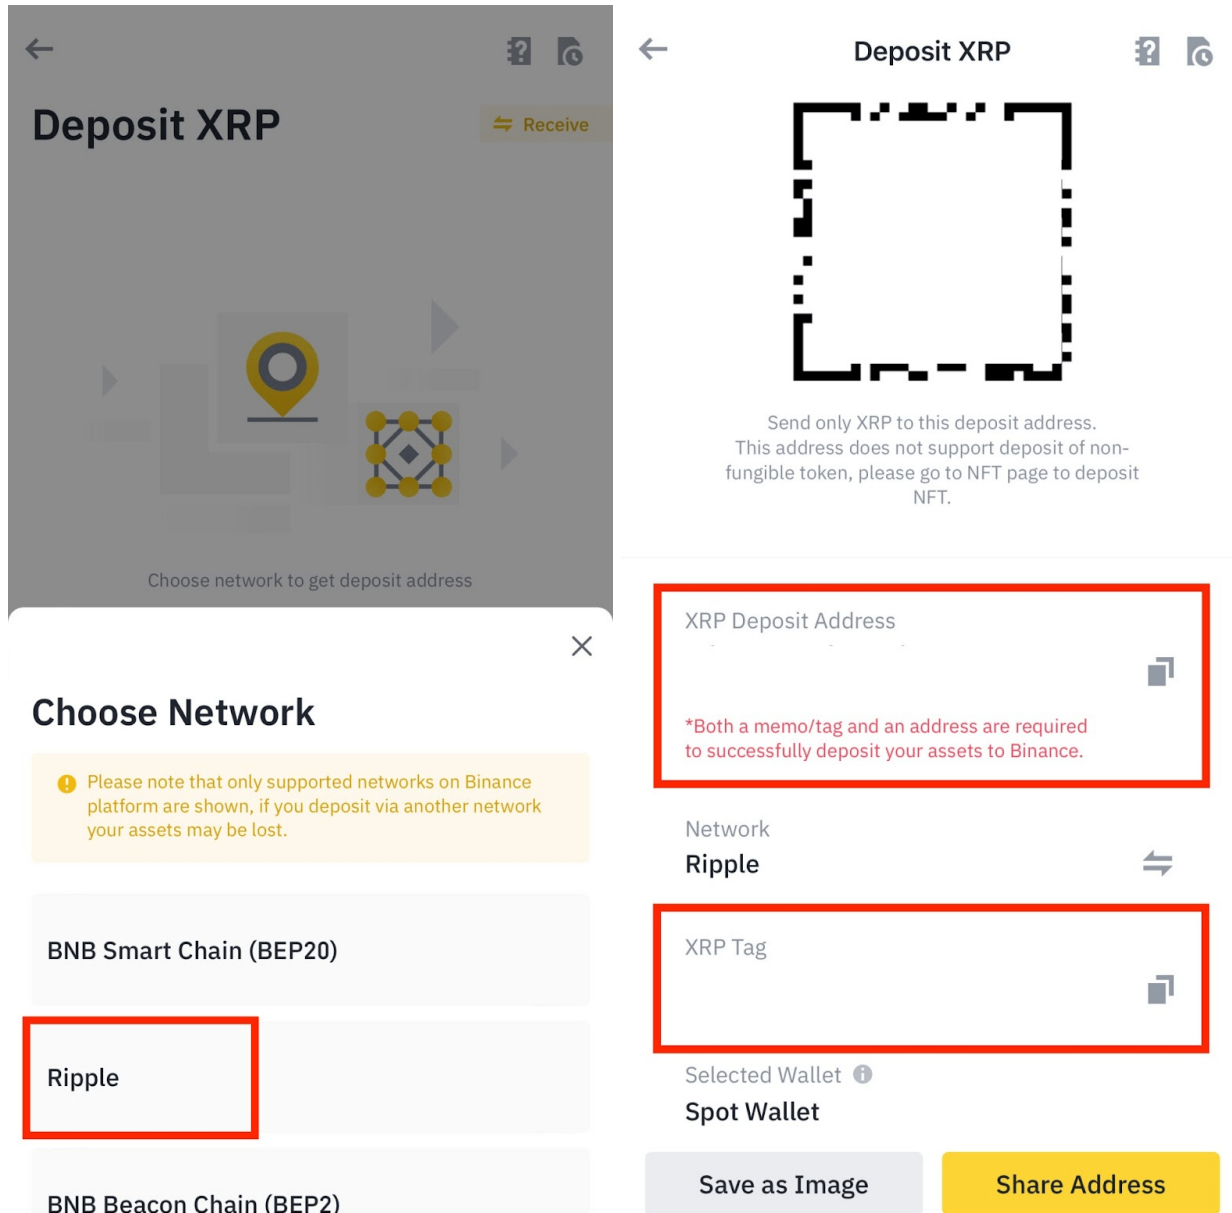 Deposit XRP
Receive
Choose network to get deposit address
Choose Network
Please note that only supported networks on Binance
platform are shown, if you deposit via another network
your assets may be lost.
BNB Smart Chain (BEP20)
Ripple
BNB Beacon Chain (BEP2)
Deposit XRP
Send only XRP to this deposit address.
This address does not support deposit of non-
fungible token, please go to NFT page to deposit
NFT.
XRP Deposit Address
*Both a memo/tag and an address are required
to successfully deposit your assets to Binance.
Network
Ripple
XRP Tag
Selected Wallet
Spot Wallet
Save as Image
Share Address